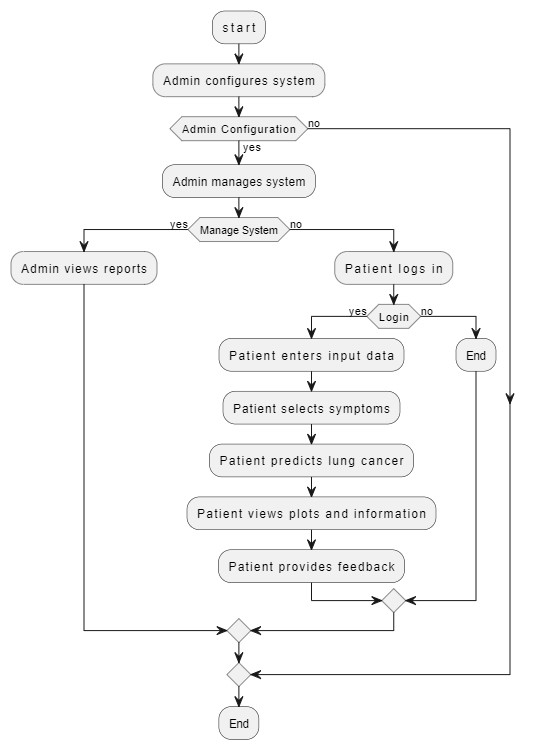 start
Admin configures system
Admin Configuration
no
yes
Admin manages system
yes
Manage System
no
Admin views reports
Patient logs in
yes
Login
no
Patient enters input data
End
Patient selects symptoms
Patient predicts lung cancer
Patient views plots and information
Patient provides feedback
End